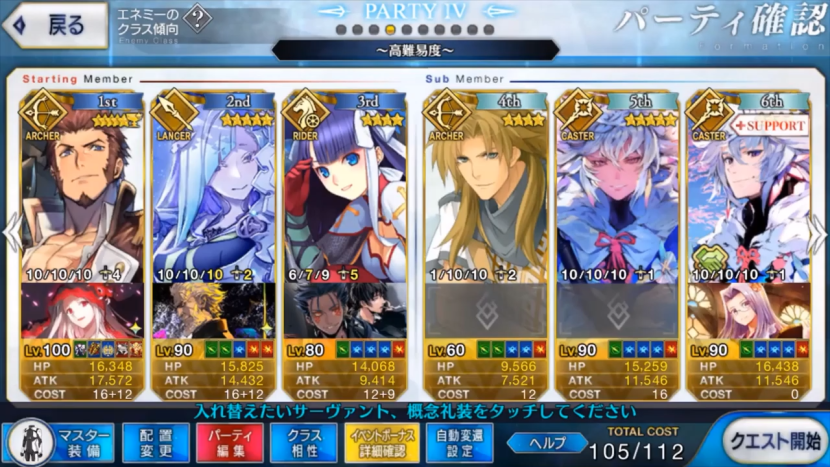 戻る
エネミーの
クラス傾向
Enemy Class
?
PARTY IV
～高難易度～
パーティ確認
Starting Member
Sub Member
1st
2nd
3rd
4th
5th
6th
ARCHER
LANCER
RIDER
ARCHER
CASTER
CASTER
+SUPPORT
10/10/10 4
10/10/10 2
6/7/9 5
1/10/10 2
10/10/10 1
10/10/10 1
Lv.100
Lv.90
Lv.80
Lv.60
Lv.90
Lv.90
HP 16,348
HP 15,825
HP 14,068
HP 9,566
HP 15,259
HP 16,438
ATK 17,572
ATK 14,432
ATK 9,414
ATK 7,521
ATK 11,546
ATK 11,546
COST 16+12
COST 16+12
COST 12+9
COST 12
COST 16
COST 0
入れ替えたいサーヴァント、概念礼装をタッチしてください
マスター
装備
配置
変更
パーティ
編集
クラス
相性
イベントボーナス
詳細確認
自動変還
設定
ヘルプ
TOTAL COST
105/112
クエスト開始